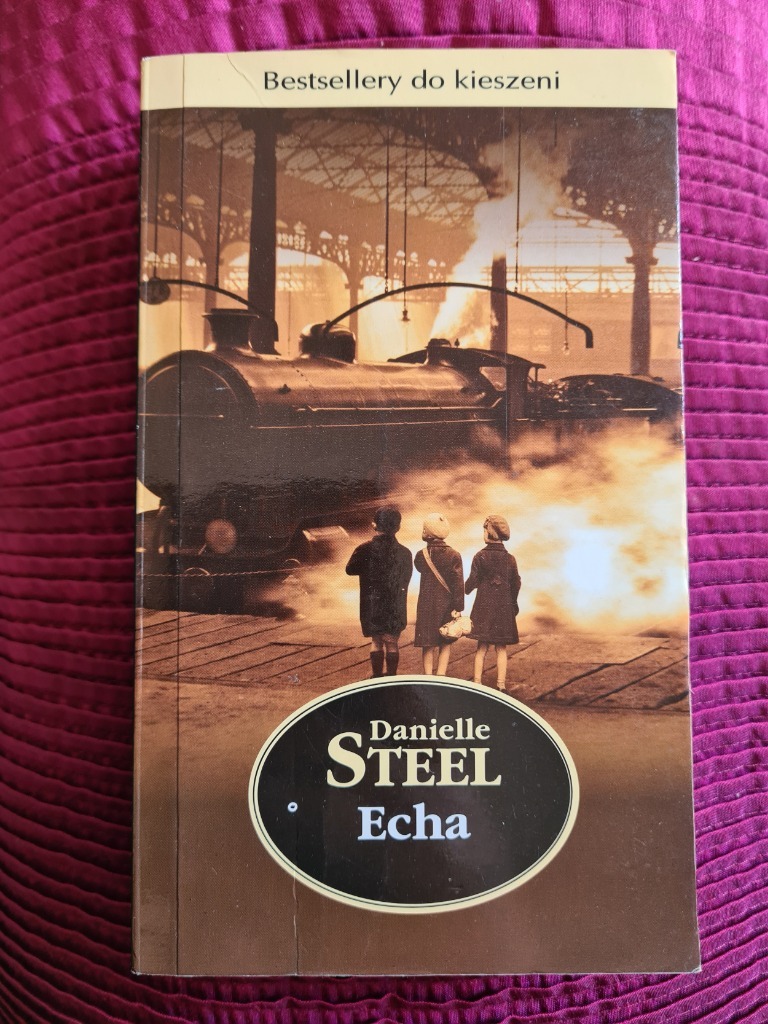 Bestsellery do kieszeni
Danielle
STEEL
Echa